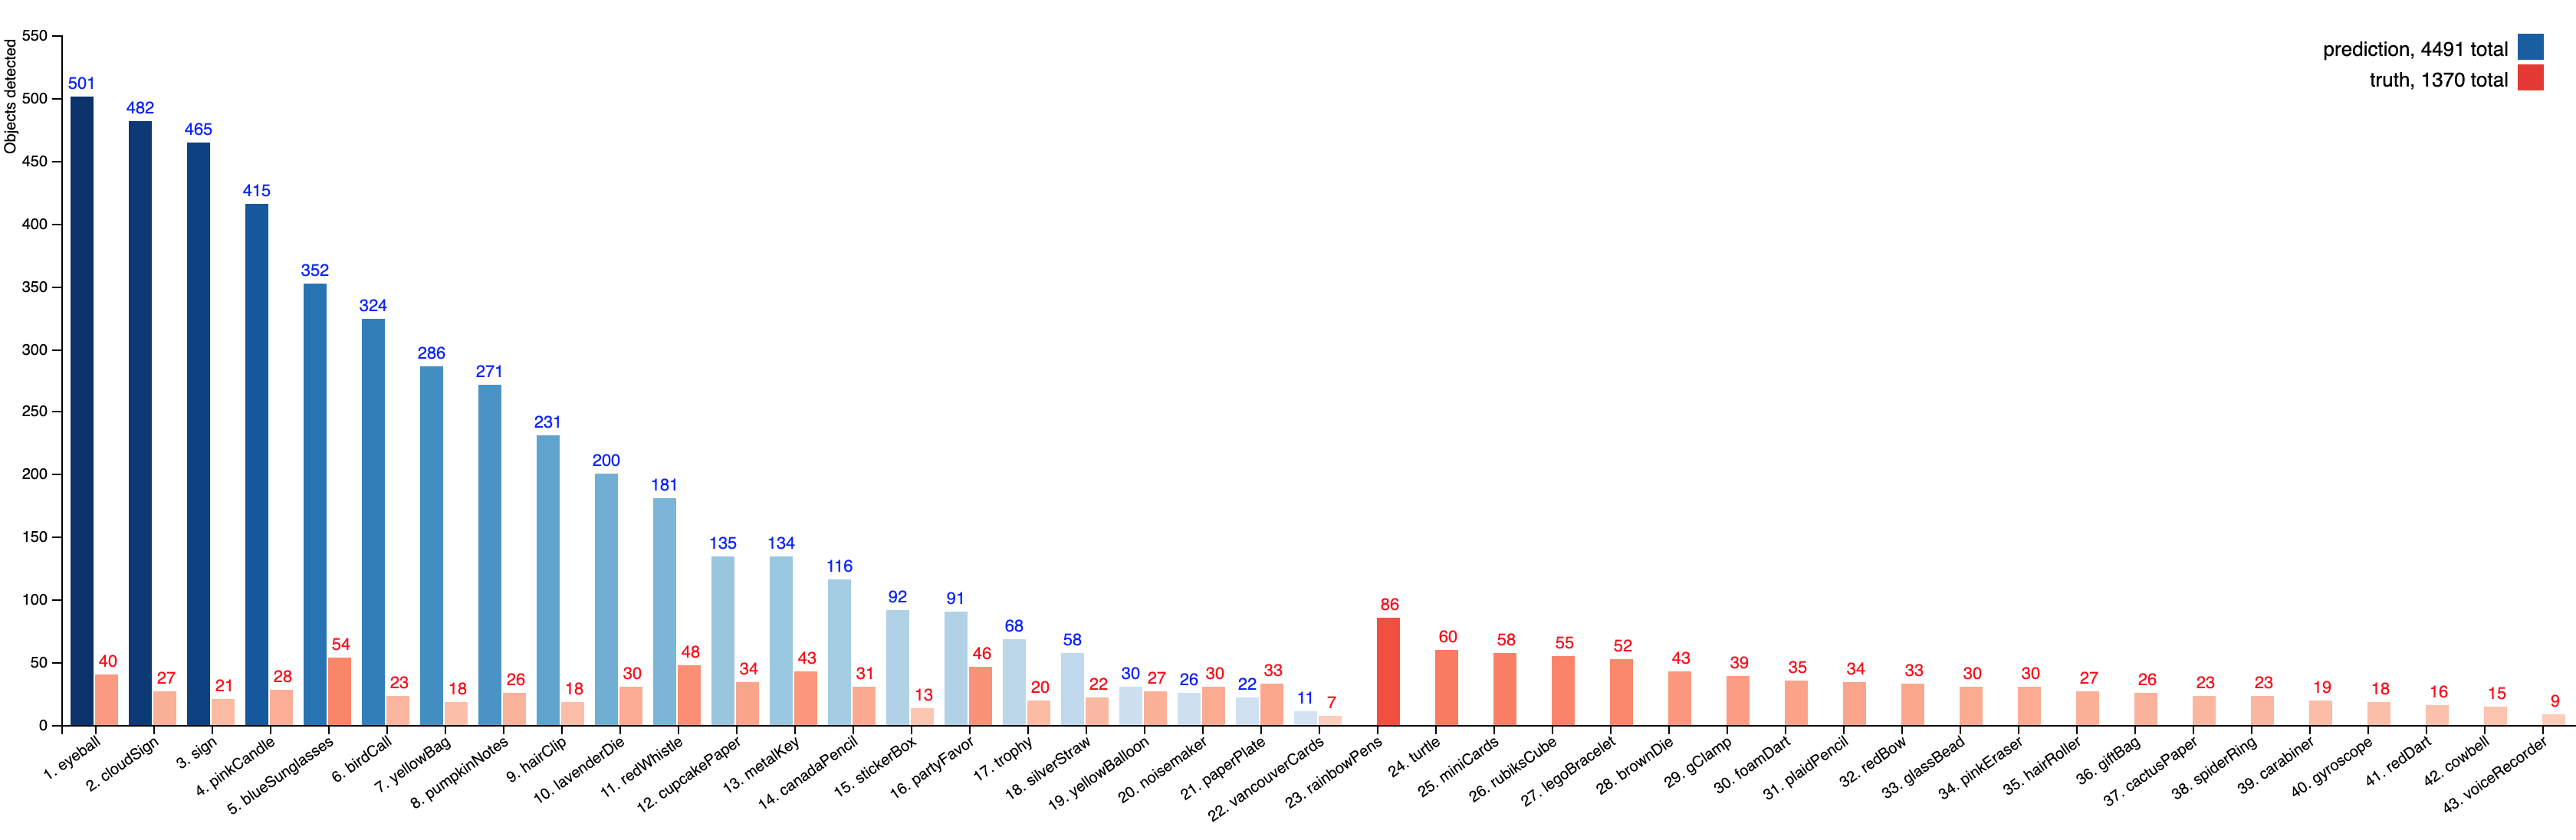 Objects detected
550
500
450
400
350
300
250
200
150
100
50
0
prediction, 4491 total
truth, 1370 total
501
40
482
27
465
21
415
28
352
54
324
23
286
18
271
26
231
18
200
30
181
48
135
34
134
43
116
31
92
13
91
46
68
20
58
22
30
27
26
30
22
33
11
7
86
60
58
55
52
43
39
35
34
33
30
30
27
26
23
23
19
18
16
15
9
1. eyeball
2. cloudSign
3. sign
4. pinkCandle
5. blueSunglasses
6. birdCall
7. yellowBag
8. pumpkinNotes
9. hairClip
10. lavenderDie
11. redWhistle
12. cupcakePaper
13. metalKey
14. canadaPencil
15. stickerBox
16. partyFavor
17. trophy
18. silverStraw
19. yellowBalloon
20. noisemaker
21. paperPlate
22. vancouverCards
23. rainbowPens
24. turtle
25. miniCards
26. rubiksCube
27. legoBracelet
28. brownDie
29. gClamp
30. foamDart
31. plaidPencil
32. redBow
33. glassBead
34. pinkEraser
35. hairRoller
36. giftBag
37. cactusPaper
38. spiderRing
39. carabiner
40. gyroscope
41. redDart
42. cowbell
43. voiceRecorder